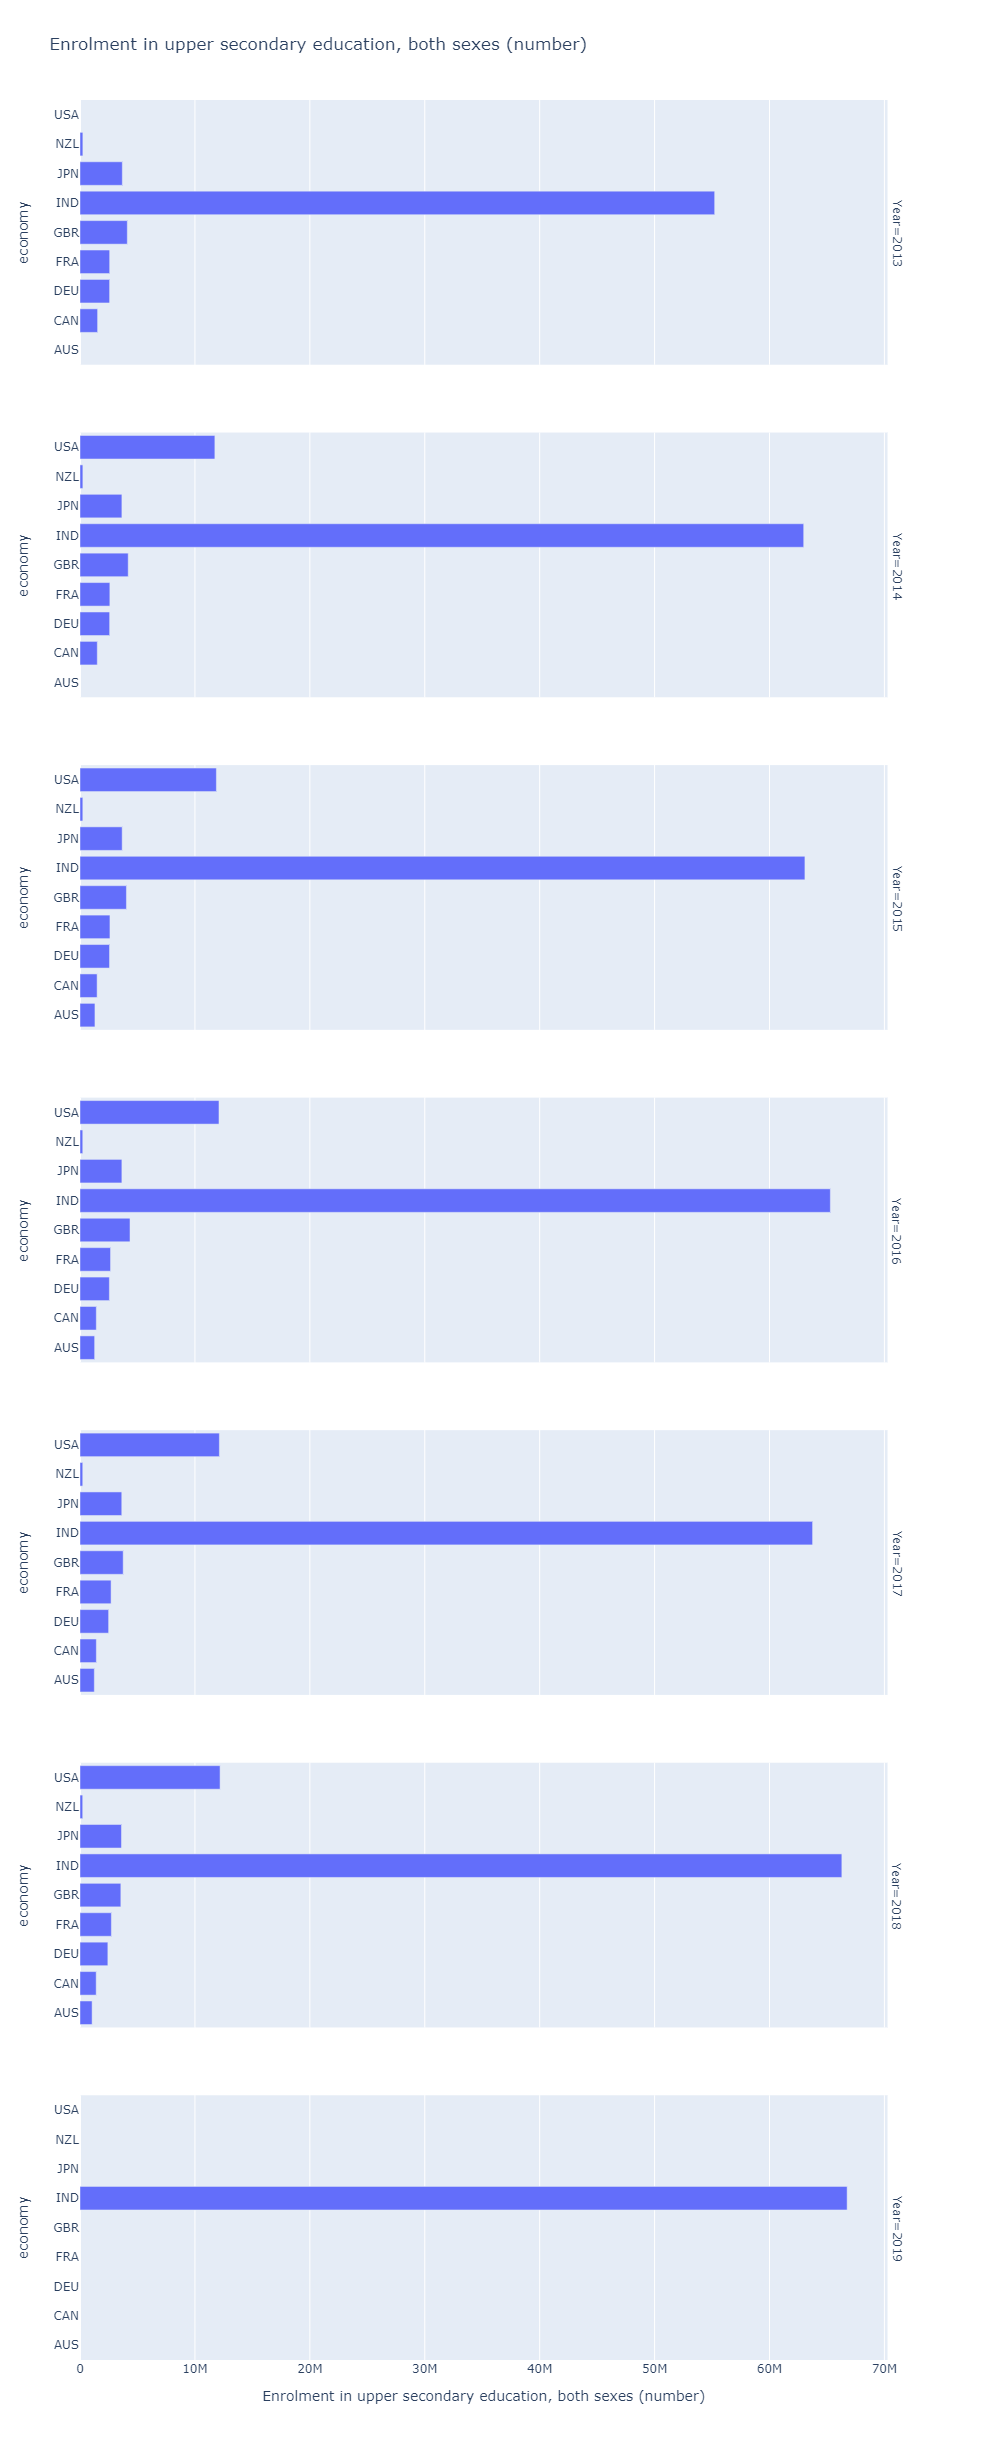 Enrolment in upper secondary education, both sexes (number)
economy
USA
NZL
JPN
IND
GBR
FRA
DEU
CAN
AUS
Year=2013
economy
USA
NZL
JPN
IND
GBR
FRA
DEU
CAN
AUS
Year=2014
economy
USA
NZL
JPN
IND
GBR
FRA
DEU
CAN
AUS
Year=2015
economy
USA
NZL
JPN
IND
GBR
FRA
DEU
CAN
AUS
Year=2016
economy
USA
NZL
JPN
IND
GBR
FRA
DEU
CAN
AUS
Year=2017
economy
USA
NZL
JPN
IND
GBR
FRA
DEU
CAN
AUS
Year=2018
economy
USA
NZL
JPN
IND
GBR
FRA
DEU
CAN
AUS
Year=2019
0 10M 20M 30M 40M 50M 60M 70M
Enrolment in upper secondary education, both sexes (number)